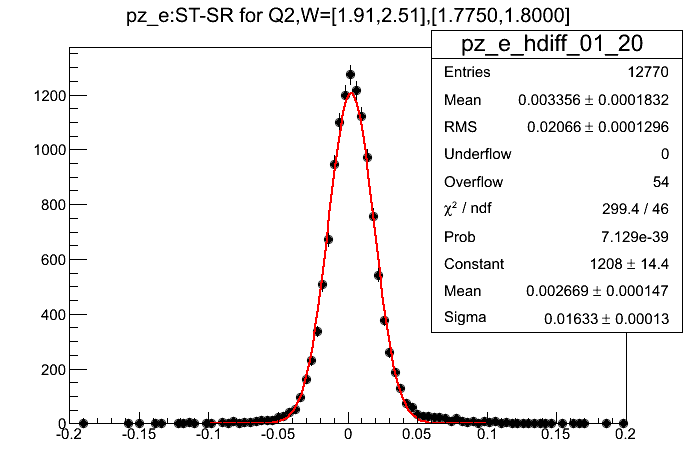 pz_e:ST-SR for Q2,W=[1.91,2.51],[1.7750,1.8000]
pz_e_hdiff_01_20
Entries 12770
Mean 0.003356 ± 0.0001832
RMS 0.02066 ± 0.0001296
Underflow 0
Overflow 54
χ² / ndf 299.4 / 46
Prob 7.129e-39
Constant 1208 ± 14.4
Mean 0.002669 ± 0.000147
Sigma 0.01633 ± 0.00013
1200
1000
800
600
400
200
0
-0.2 -0.15 -0.1 -0.05 0 0.05 0.1 0.15 0.2